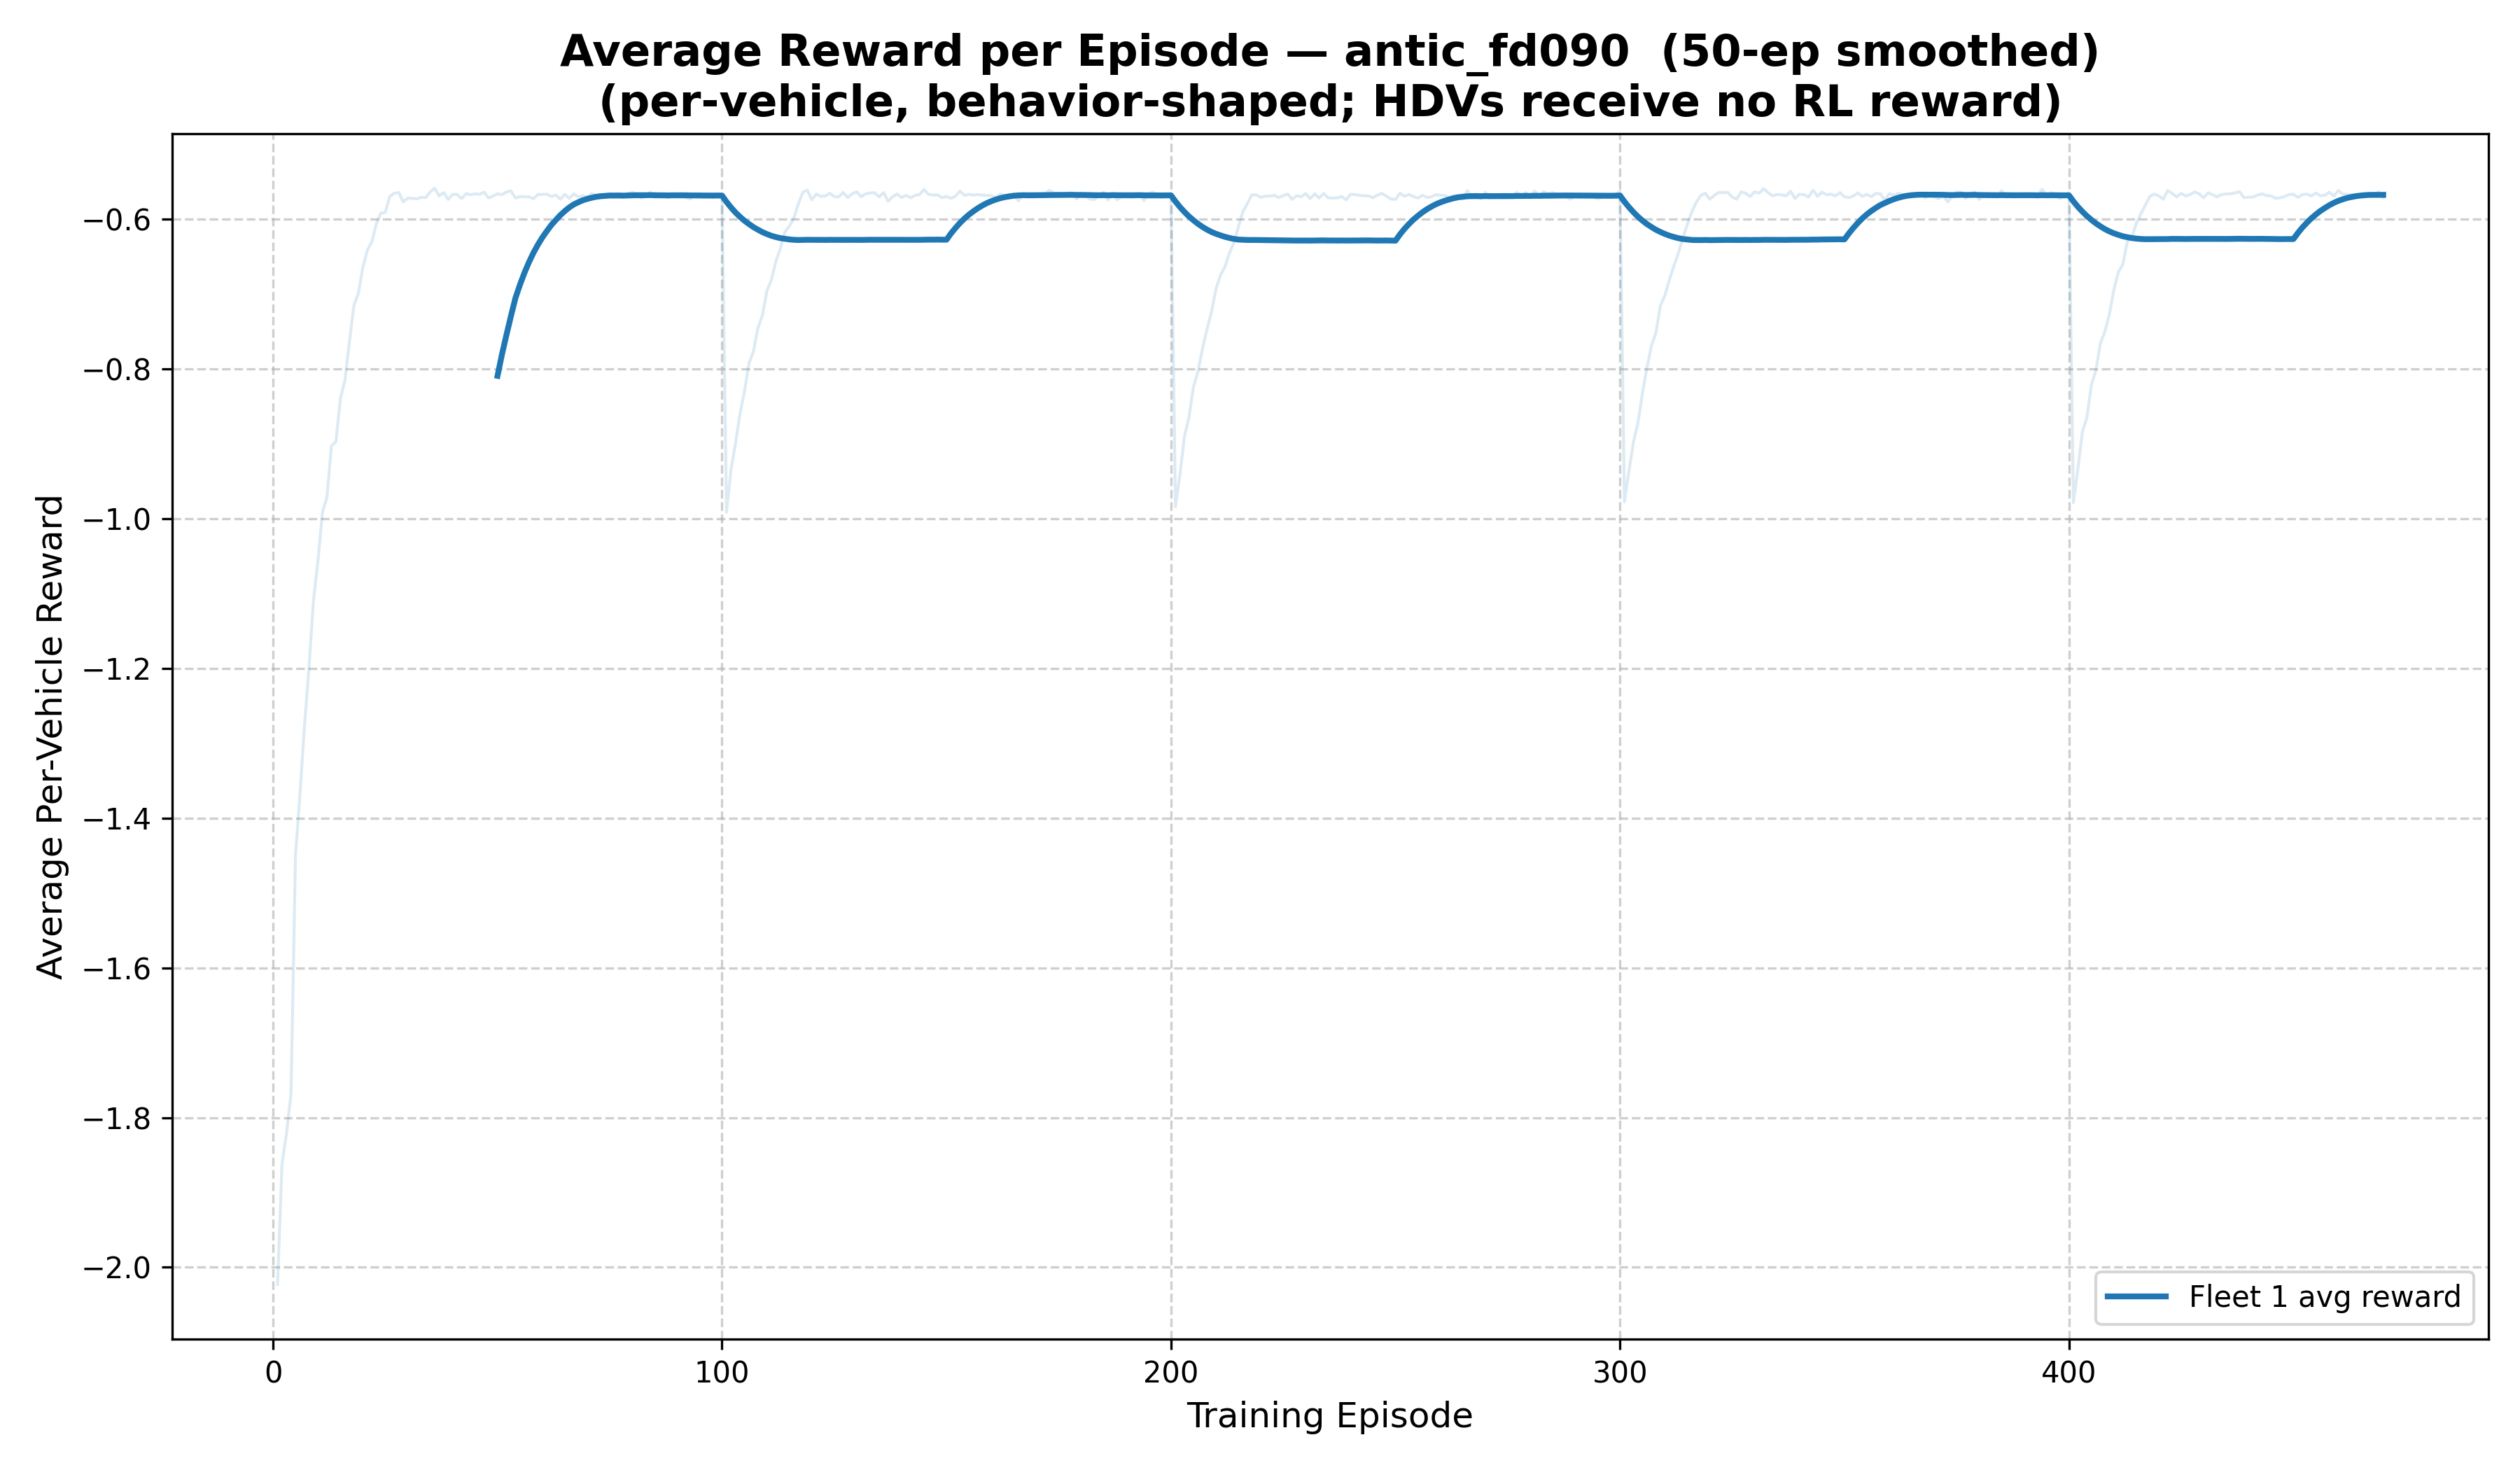 Average Reward per Episode — antic_fd090  (50-ep smoothed)
(per-vehicle, behavior-shaped; HDVs receive no RL reward)
Average Per-Vehicle Reward
−0.6
−0.8
−1.0
−1.2
−1.4
−1.6
−1.8
−2.0
Fleet 1 avg reward
0 100 200 300 400
Training Episode